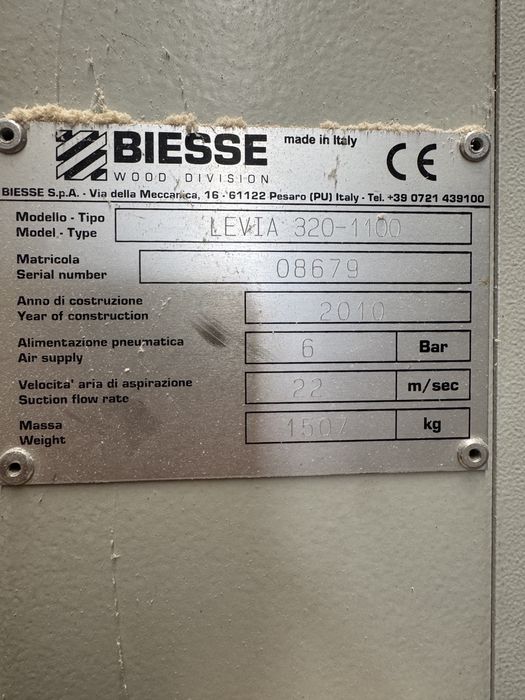 BIESSE
made in Italy
CE
WOOD DIVISION
BIESSE S.p.A. - Via della Meccanica, 16 - 61122 Pesaro (PU) Italy - Tel. +39 0721 439100
Modello - Tipo
Model - Type
LEVIA 320-1100
Matricola
Serial number
08679
Anno di costruzione
Year of construction
2010
Alimentazione pneumatica
Air supply
6
Bar
Velocita' aria di aspirazione
Suction flow rate
22
m/sec
Massa
Weight
1507
kg